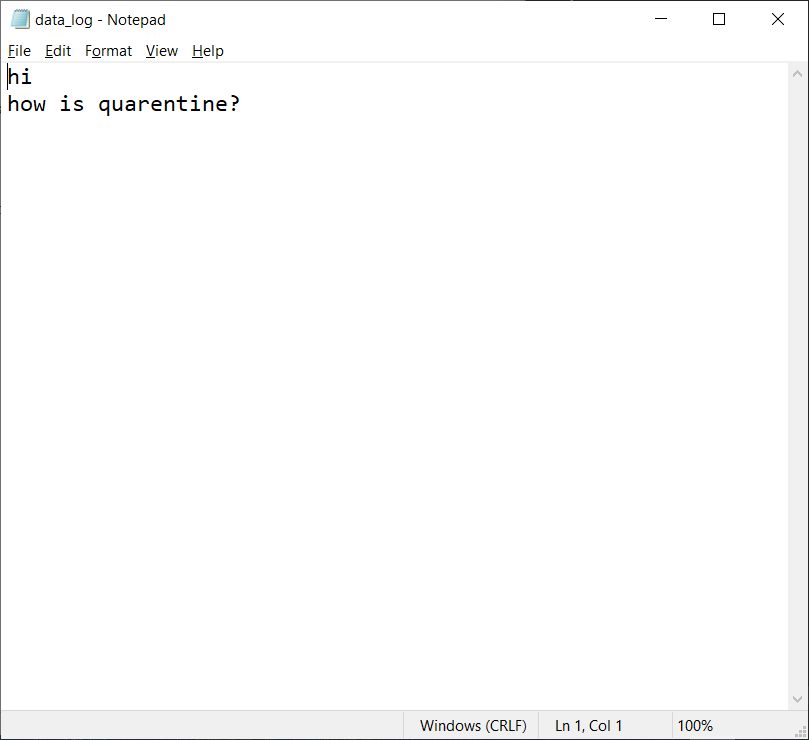 data_log - Notepad
File Edit Format View Help
hi
how is quarentine?
Windows (CRLF) Ln 1, Col 1 100%